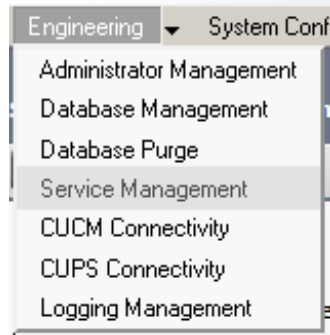 Engineering System Conf
Administrator Management
Database Management
Database Purge
Service Management
CUCM Connectivity
CUPS Connectivity
Logging Management